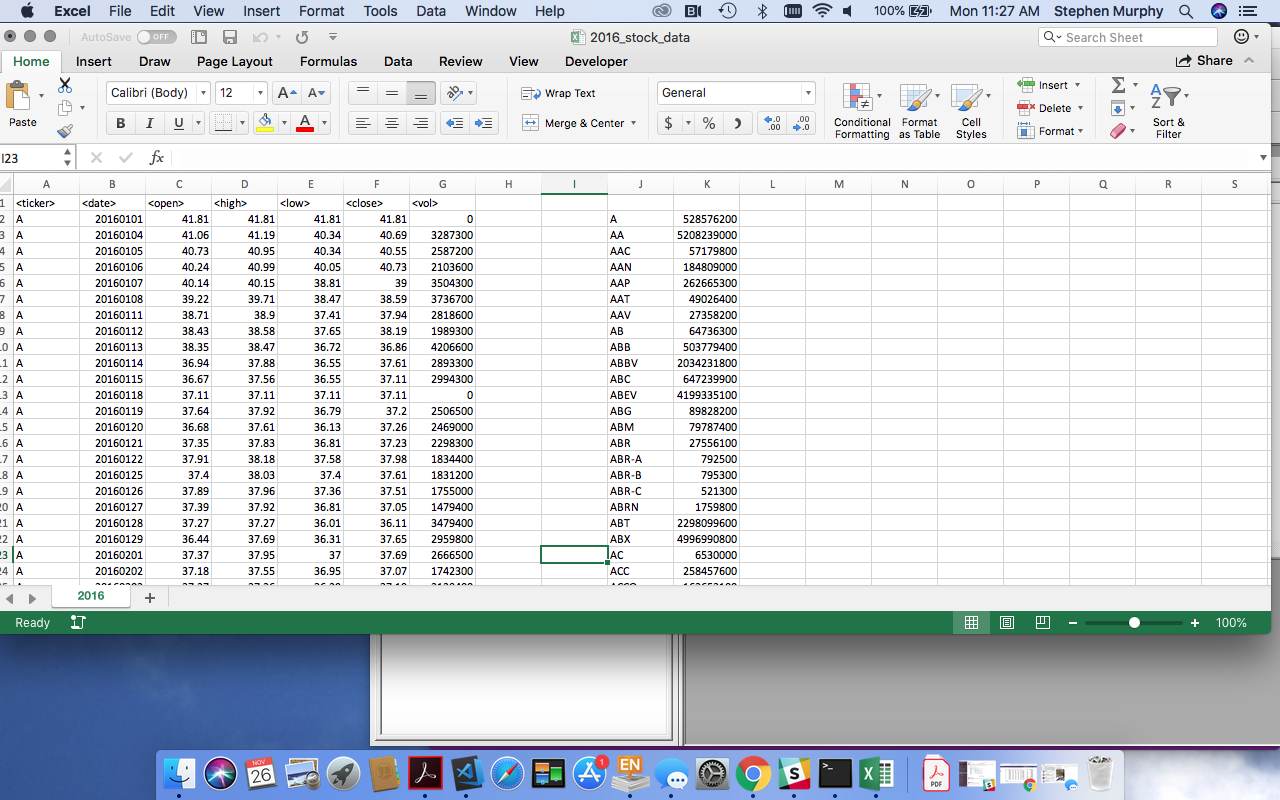 Excel File Edit View Insert Format Tools Data Window Help 100% Mon 11:27 AM Stephen Murphy
AutoSave OFF 2016_stock_data Search Sheet
Home Insert Draw Page Layout Formulas Data Review View Developer Share
Paste Calibri (Body) 12 A A Wrap Text General Conditional Formatting Format as Table Cell Styles Insert Sort & Filter
Delete
B I U A Merge & Center $ % Format
I23 fx
A B C D E F G H I J K L M N O P Q R S
1 <ticker> <date> <open> <high> <low> <close> <vol>
2 A 20160101 41.81 41.81 41.81 41.81 0 A 528576200
3 A 20160104 41.06 41.19 40.34 40.69 3287300 AA 5208239000
4 A 20160105 40.73 40.95 40.34 40.55 2587200 AAC 57179800
5 A 20160106 40.24 40.99 40.05 40.73 2103600 AAN 184809000
6 A 20160107 40.14 40.15 38.81 39 3504300 AAP 262665300
7 A 20160108 39.22 39.71 38.47 38.59 3736700 AAT 49026400
8 A 20160111 38.71 38.9 37.41 37.94 2818600 AAV 27358200
9 A 20160112 38.43 38.58 37.65 38.19 1989300 AB 64736300
10 A 20160113 38.35 38.47 36.72 36.86 4206600 ABB 503779400
11 A 20160114 36.94 37.88 36.55 37.61 2893300 ABBV 2034231800
12 A 20160115 36.67 37.56 36.55 37.11 2994300 ABC 647239900
13 A 20160118 37.11 37.11 37.11 37.11 0 ABEV 4199335100
14 A 20160119 37.64 37.92 36.79 37.2 2506500 ABG 89828200
15 A 20160120 36.68 37.61 36.13 37.26 2469000 ABM 79787400
16 A 20160121 37.35 37.83 36.81 37.23 2298300 ABR 27556100
17 A 20160122 37.91 38.18 37.58 37.98 1834400 ABR-A 792500
18 A 20160125 37.4 38.03 37.4 37.61 1831200 ABR-B 795300
19 A 20160126 37.89 37.96 37.36 37.51 1755000 ABR-C 521300
20 A 20160127 37.39 37.92 36.81 37.05 1479400 ABRN 1759800
21 A 20160128 37.27 37.27 36.01 36.11 3479400 ABT 2298099600
22 A 20160129 36.44 37.69 36.31 37.65 2959800 ABX 4996990800
23 A 20160201 37.37 37.95 37 37.69 2666500 AC 6530000
24 A 20160202 37.18 37.55 36.95 37.07 1742300 ACC 258457600
2016
Ready 100%
NOV 26 1 EN S PDF